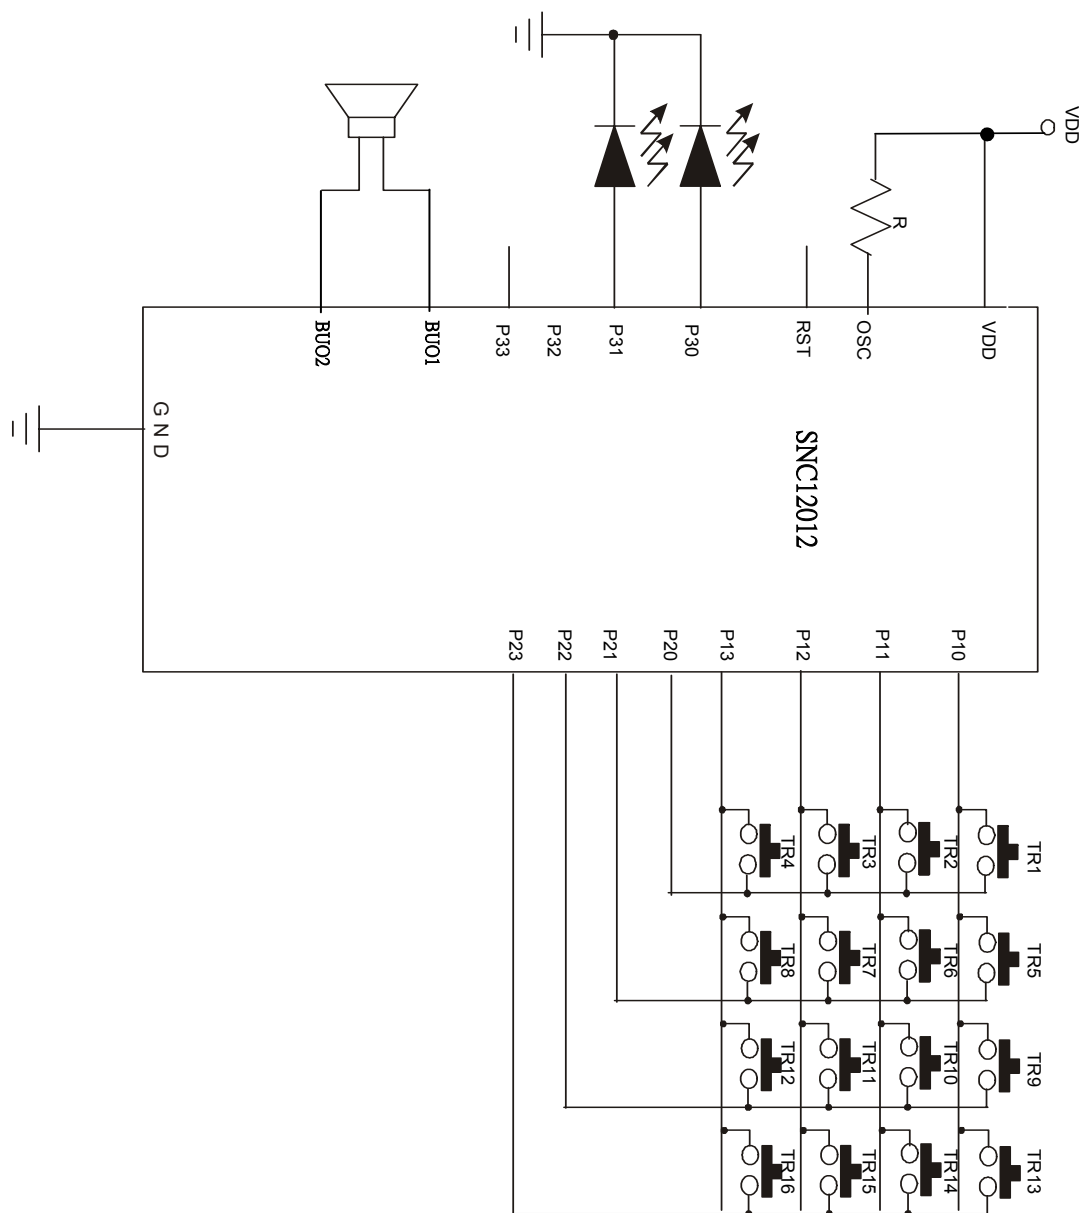 VDD
R
VDD
OSC
RST
P30
P31
P32
P33
BUO1
BUO2
GND
SNC12012
P10
P11
P12
P13
P20
P21
P22
P23
TR1
TR2
TR3
TR4
TR5
TR6
TR7
TR8
TR9
TR10
TR11
TR12
TR13
TR14
TR15
TR16